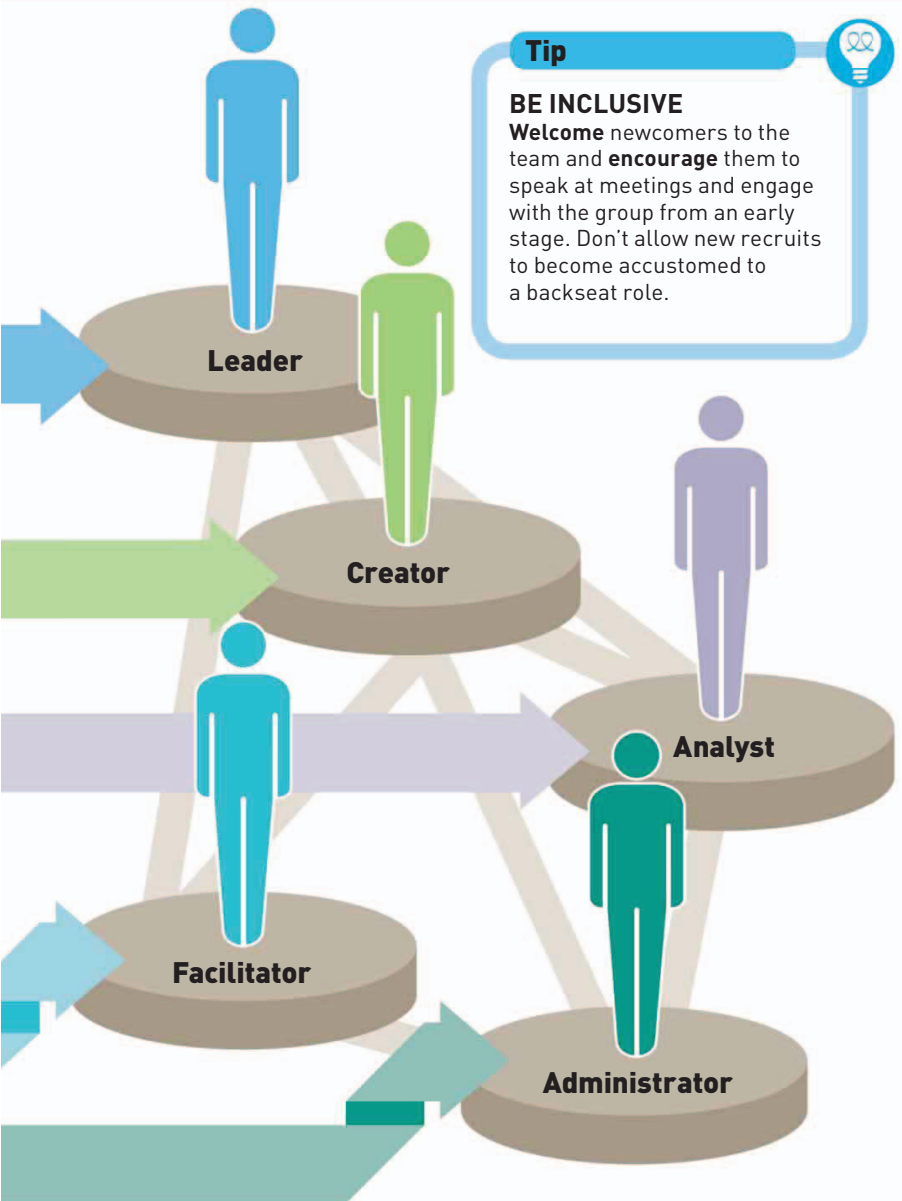 Tip
BE INCLUSIVE
Welcome newcomers to the
team and encourage them to
speak at meetings and engage
with the group from an early
stage. Don’t allow new recruits
to become accustomed to
a backseat role.
Leader
Creator
Analyst
Facilitator
Administrator